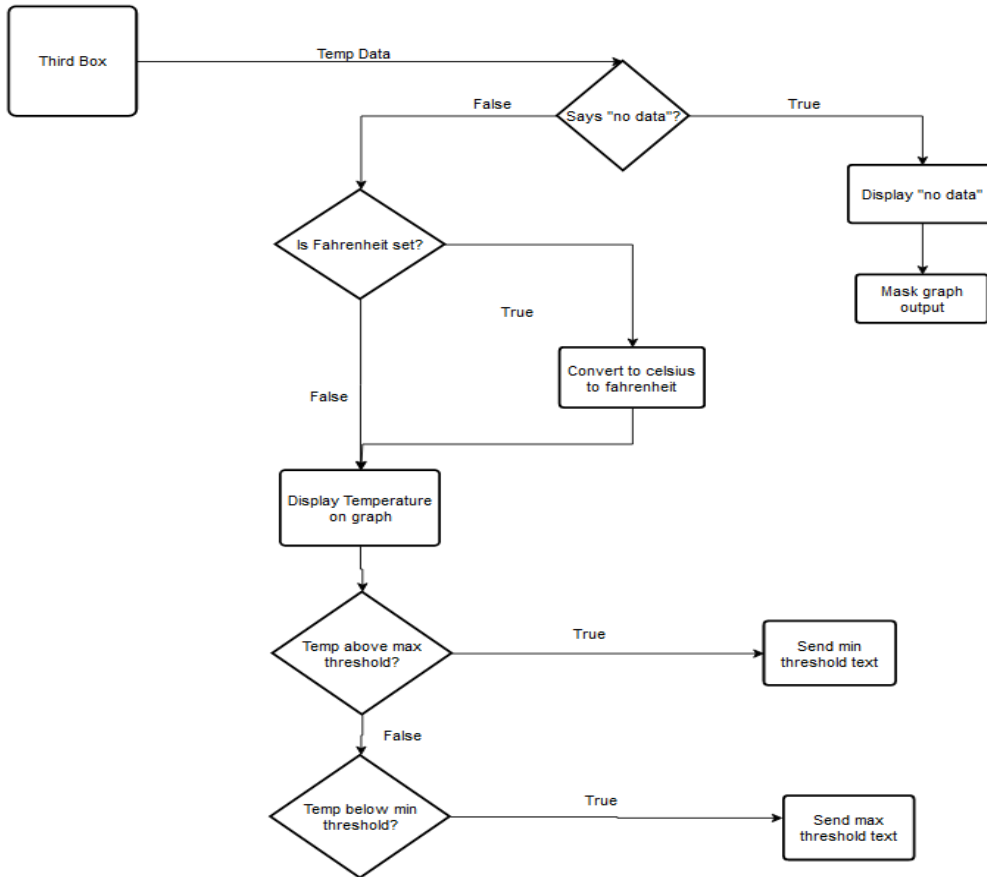 Third Box
Temp Data
False
Says "no data"?
True
Display "no data"
Is Fahrenheit set?
Mask graph
output
True
Convert to celsius
to fahrenheit
False
Display Temperature
on graph
Temp above max
threshold?
True
Send min
threshold text
False
Temp below min
threshold?
True
Send max
threshold text